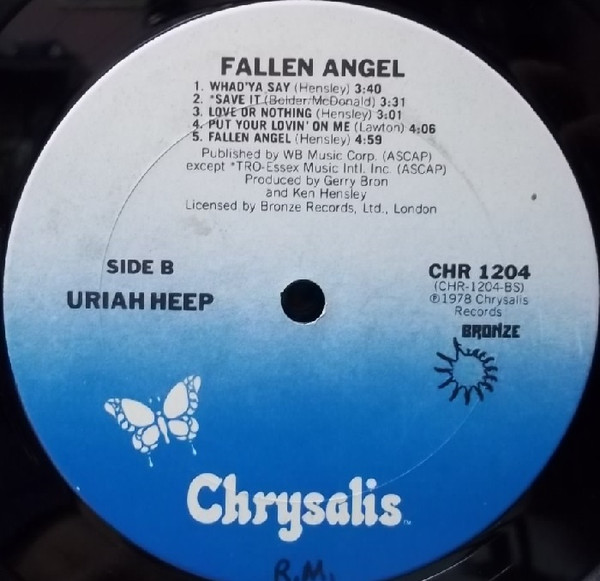 FALLEN ANGEL
1. WHAD'YA SAY (Hensley) 3:40
2. *SAVE IT (Bolder/McDonald) 3:31
3. LOVE OR NOTHING (Hensley) 3:01
4. PUT YOUR LOVIN' ON ME (Lawton) 4:06
5. FALLEN ANGEL (Hensley) 4:59
Published by WB Music Corp. (ASCAP)
except *TRO-Essex Music Intl. Inc. (ASCAP)
Produced by Gerry Bron
and Ken Hensley
Licensed by Bronze Records, Ltd., London
SIDE B
URIAH HEEP
CHR 1204
(CHR-1204-BS)
℗1978 Chrysalis
Records
BRONZE
Chrysalis™
R.M.